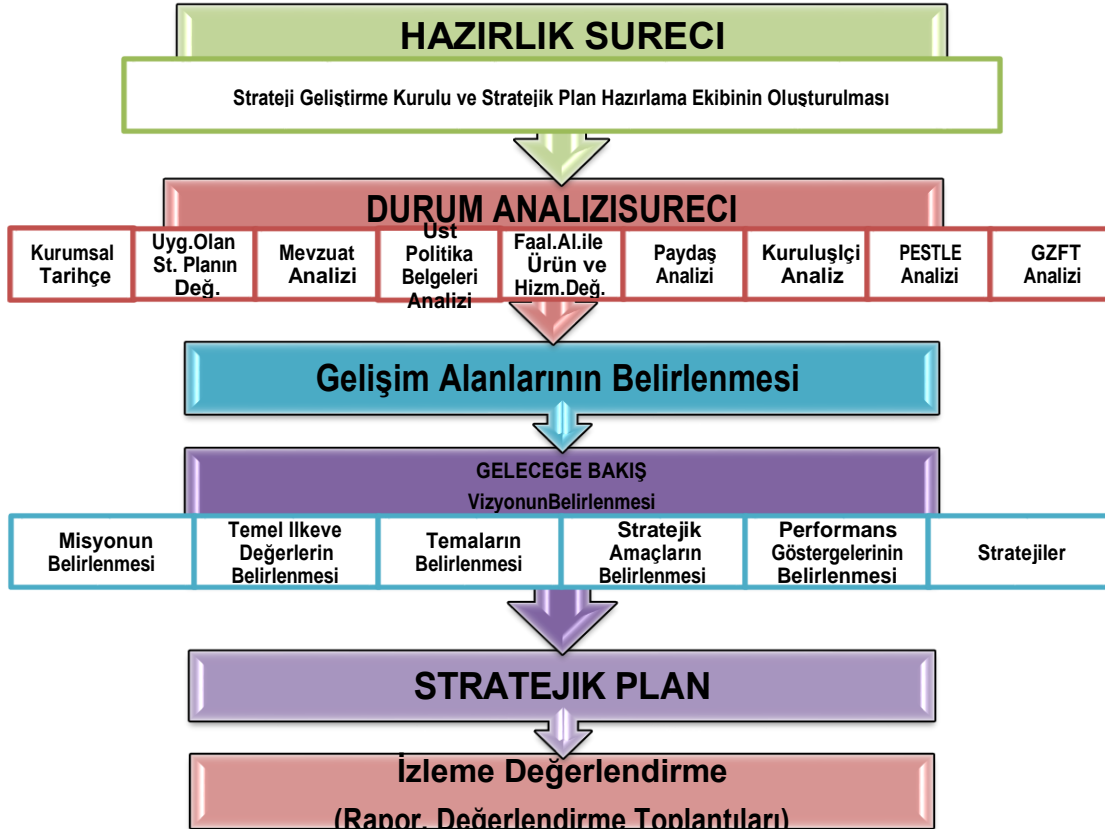 HAZIRLIK SURECI
Strateji Geliştirme Kurulu ve Stratejik Plan Hazırlama Ekibinin Oluşturulması
DURUM ANALIZISURECI
Kurumsal
Tarihçe
Uyg.Olan
St. Planın
Değ.
Mevzuat
Analizi
Ust
Politika
Belgeleri
Analizi
Faal.Al.ile
Ürün ve
Hizm.Değ.
Paydaş
Analizi
Kuruluşlçi
Analiz
PESTLE
Analizi
GZFT
Analizi
Gelişim Alanlarının Belirlenmesi
GELECEGE BAKIŞ
VizyonunBelirlenmesi
Misyonun
Belirlenmesi
Temel Ilkeve
Değerlerin
Belirlenmesi
Temaların
Belirlenmesi
Stratejik
Amaçların
Belirlenmesi
Performans
Göstergelerinin
Belirlenmesi
Stratejiler
STRATEJIK PLAN
İzleme Değerlendirme
(Rapor, Değerlendirme Toplantıları)